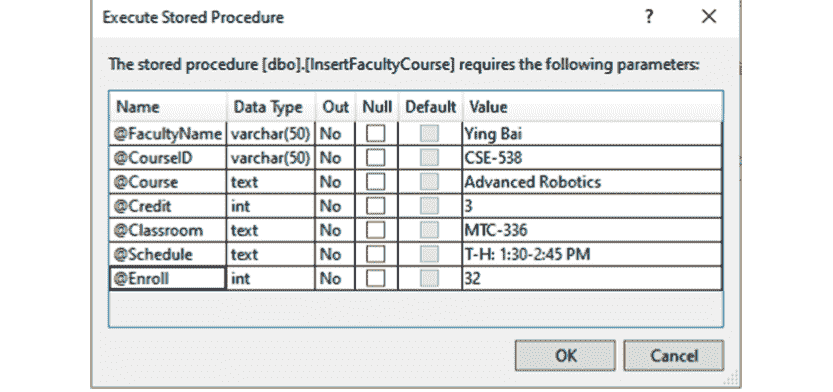 Execute Stored Procedure ? ×
The stored procedure [dbo].[InsertFacultyCourse] requires the following parameters:
Name Data Type Out Null Default Value
@FacultyName varchar(50) No Ying Bai
@CourseID varchar(50) No CSE-538
@Course text No Advanced Robotics
@Credit int No 3
@Classroom text No MTC-336
@Schedule text No T-H: 1:30-2:45 PM
@Enroll int No 32
OK Cancel